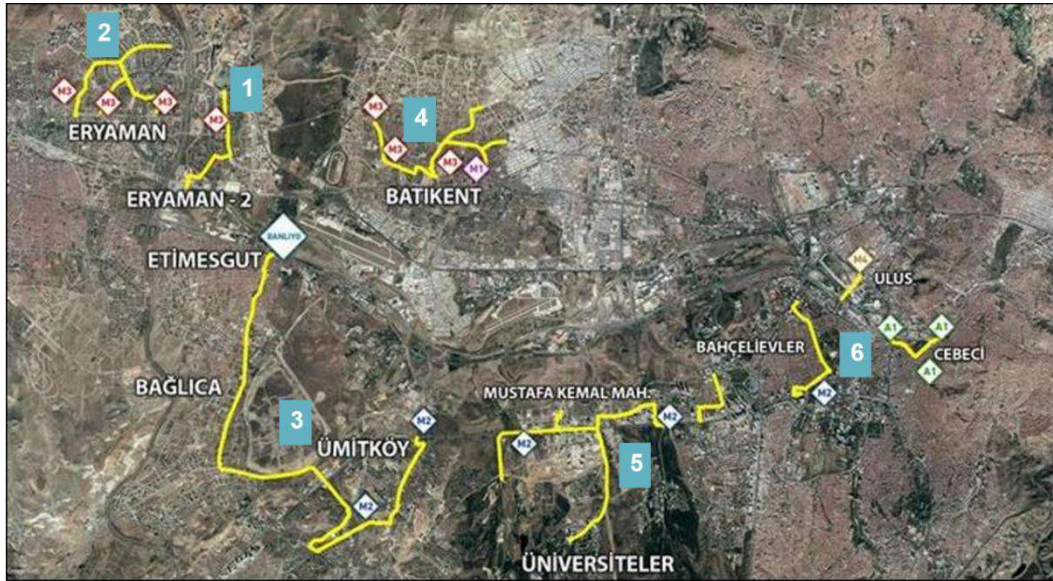 2
1
M3
M3
M3
M3
ERYAMAN
ERYAMAN - 2
M3
4
M3
M3
M1
BATIKENT
BANLİYÖ
ETİMESGUT
BAĞLICA
3
ÜMİTKÖY
M2
M2
MUSTAFA KEMAL MAH.
M2
M2
5
ÜNİVERSİTELER
BAHÇELİEVLER
M4
ULUS
6
A1
A1
A1
CEBECİ
M2